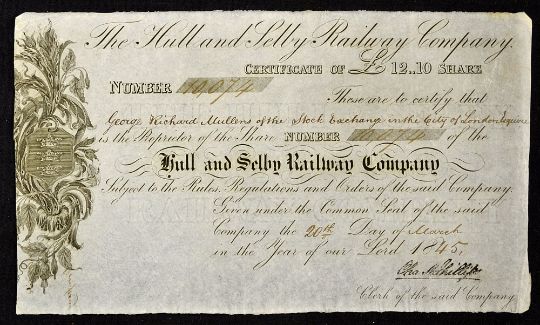 The Hull and Selby Railway Company.
CERTIFICATE OF £12..10 SHARE
NUMBER 10,074
These are to certify that
George Richard Mullens of the Stock Exchange in the City of London Esquire
is the Proprietor of the Share NUMBER 10,074 of the
Hull and Selby Railway Company
Subject to the Rules, Regulations and Orders of the said Company.
Given under the Common Seal of the said
Company the 20th Day of March
in the Year of our Lord 1845.
Clerk of the said Company.